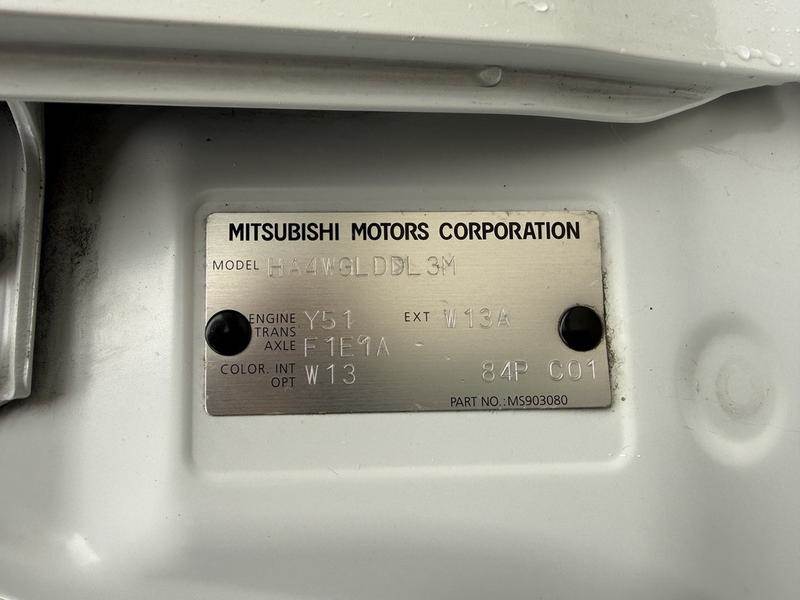 MITSUBISHI MOTORS CORPORATION
MODEL HA4WGLDDL3M
ENGINE Y51 EXT W13A
TRANS
AXLE F1E1A -
COLOR. INT W13 84P C01
OPT
PART NO.:MS903080